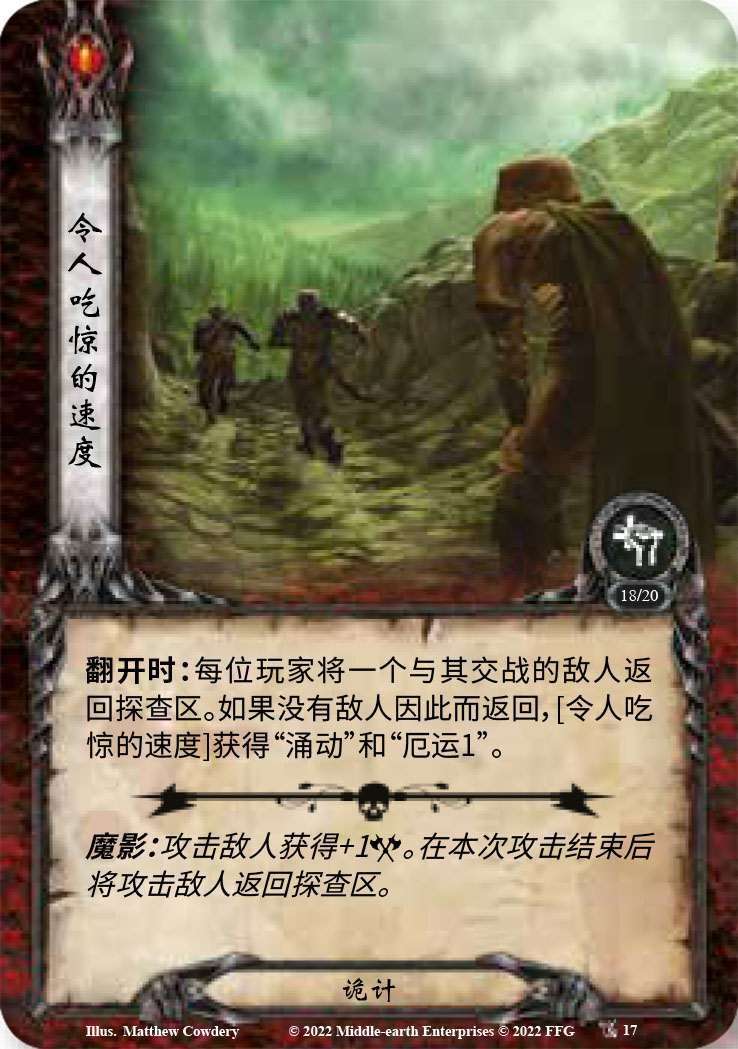 令人吃惊的速度
18/20
翻开时：每位玩家将一个与其交战的敌人返
回探查区。如果没有敌人因此而返回，[令人吃
惊的速度]获得“涌动”和“厄运1”。
魔影：攻击敌人获得+1。在本次攻击结束后
将攻击敌人返回探查区。
诡计
Illus. Matthew Cowdery © 2022 Middle-earth Enterprises © 2022 FFG 17